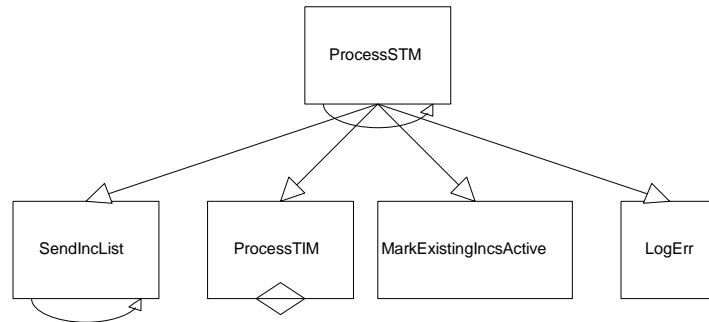 ProcessSTM
SendIncList
ProcessTIM
MarkExistingIncsActive
LogErr